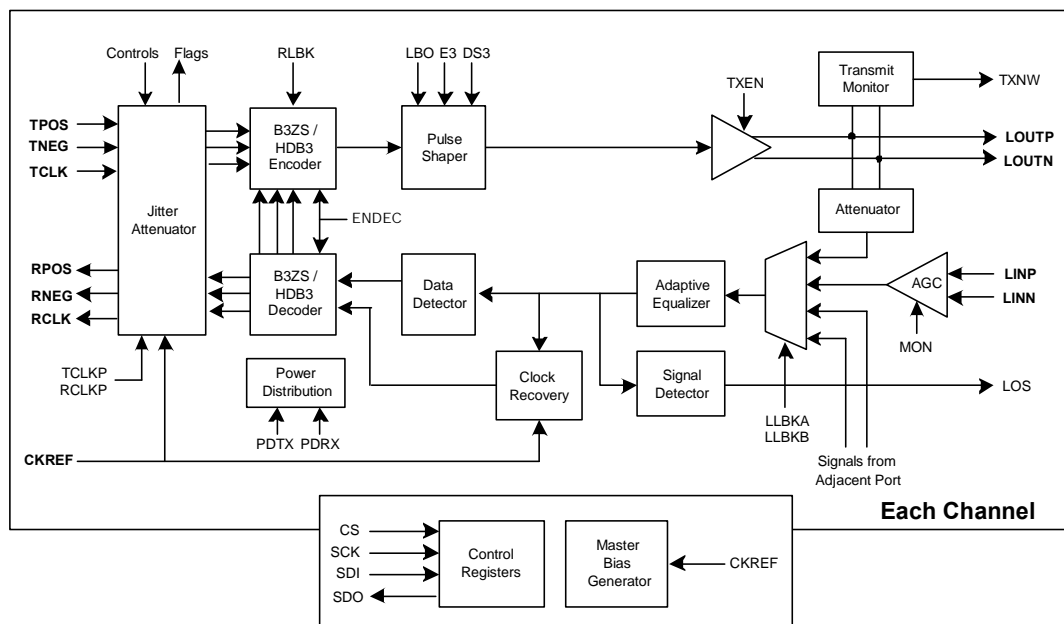 Controls
Flags
RLBK
LBO E3 DS3
TXEN
Transmit
Monitor
TXNW
TPOS
TNEG
TCLK
B3ZS /
HDB3
Encoder
Pulse
Shaper
LOUTP
LOUTN
Jitter
Attenuator
ENDEC
Attenuator
RPOS
RNEG
RCLK
B3ZS /
HDB3
Decoder
Data
Detector
Adaptive
Equalizer
AGC
LINP
LINN
MON
TCLKP
RCLKP
Power
Distribution
Clock
Recovery
Signal
Detector
LOS
LLBKA
LLBKB
PDTX PDRX
CKREF
Signals from
Adjacent Port
Each Channel
CS
SCK
SDI
SDO
Control
Registers
Master
Bias
Generator
CKREF